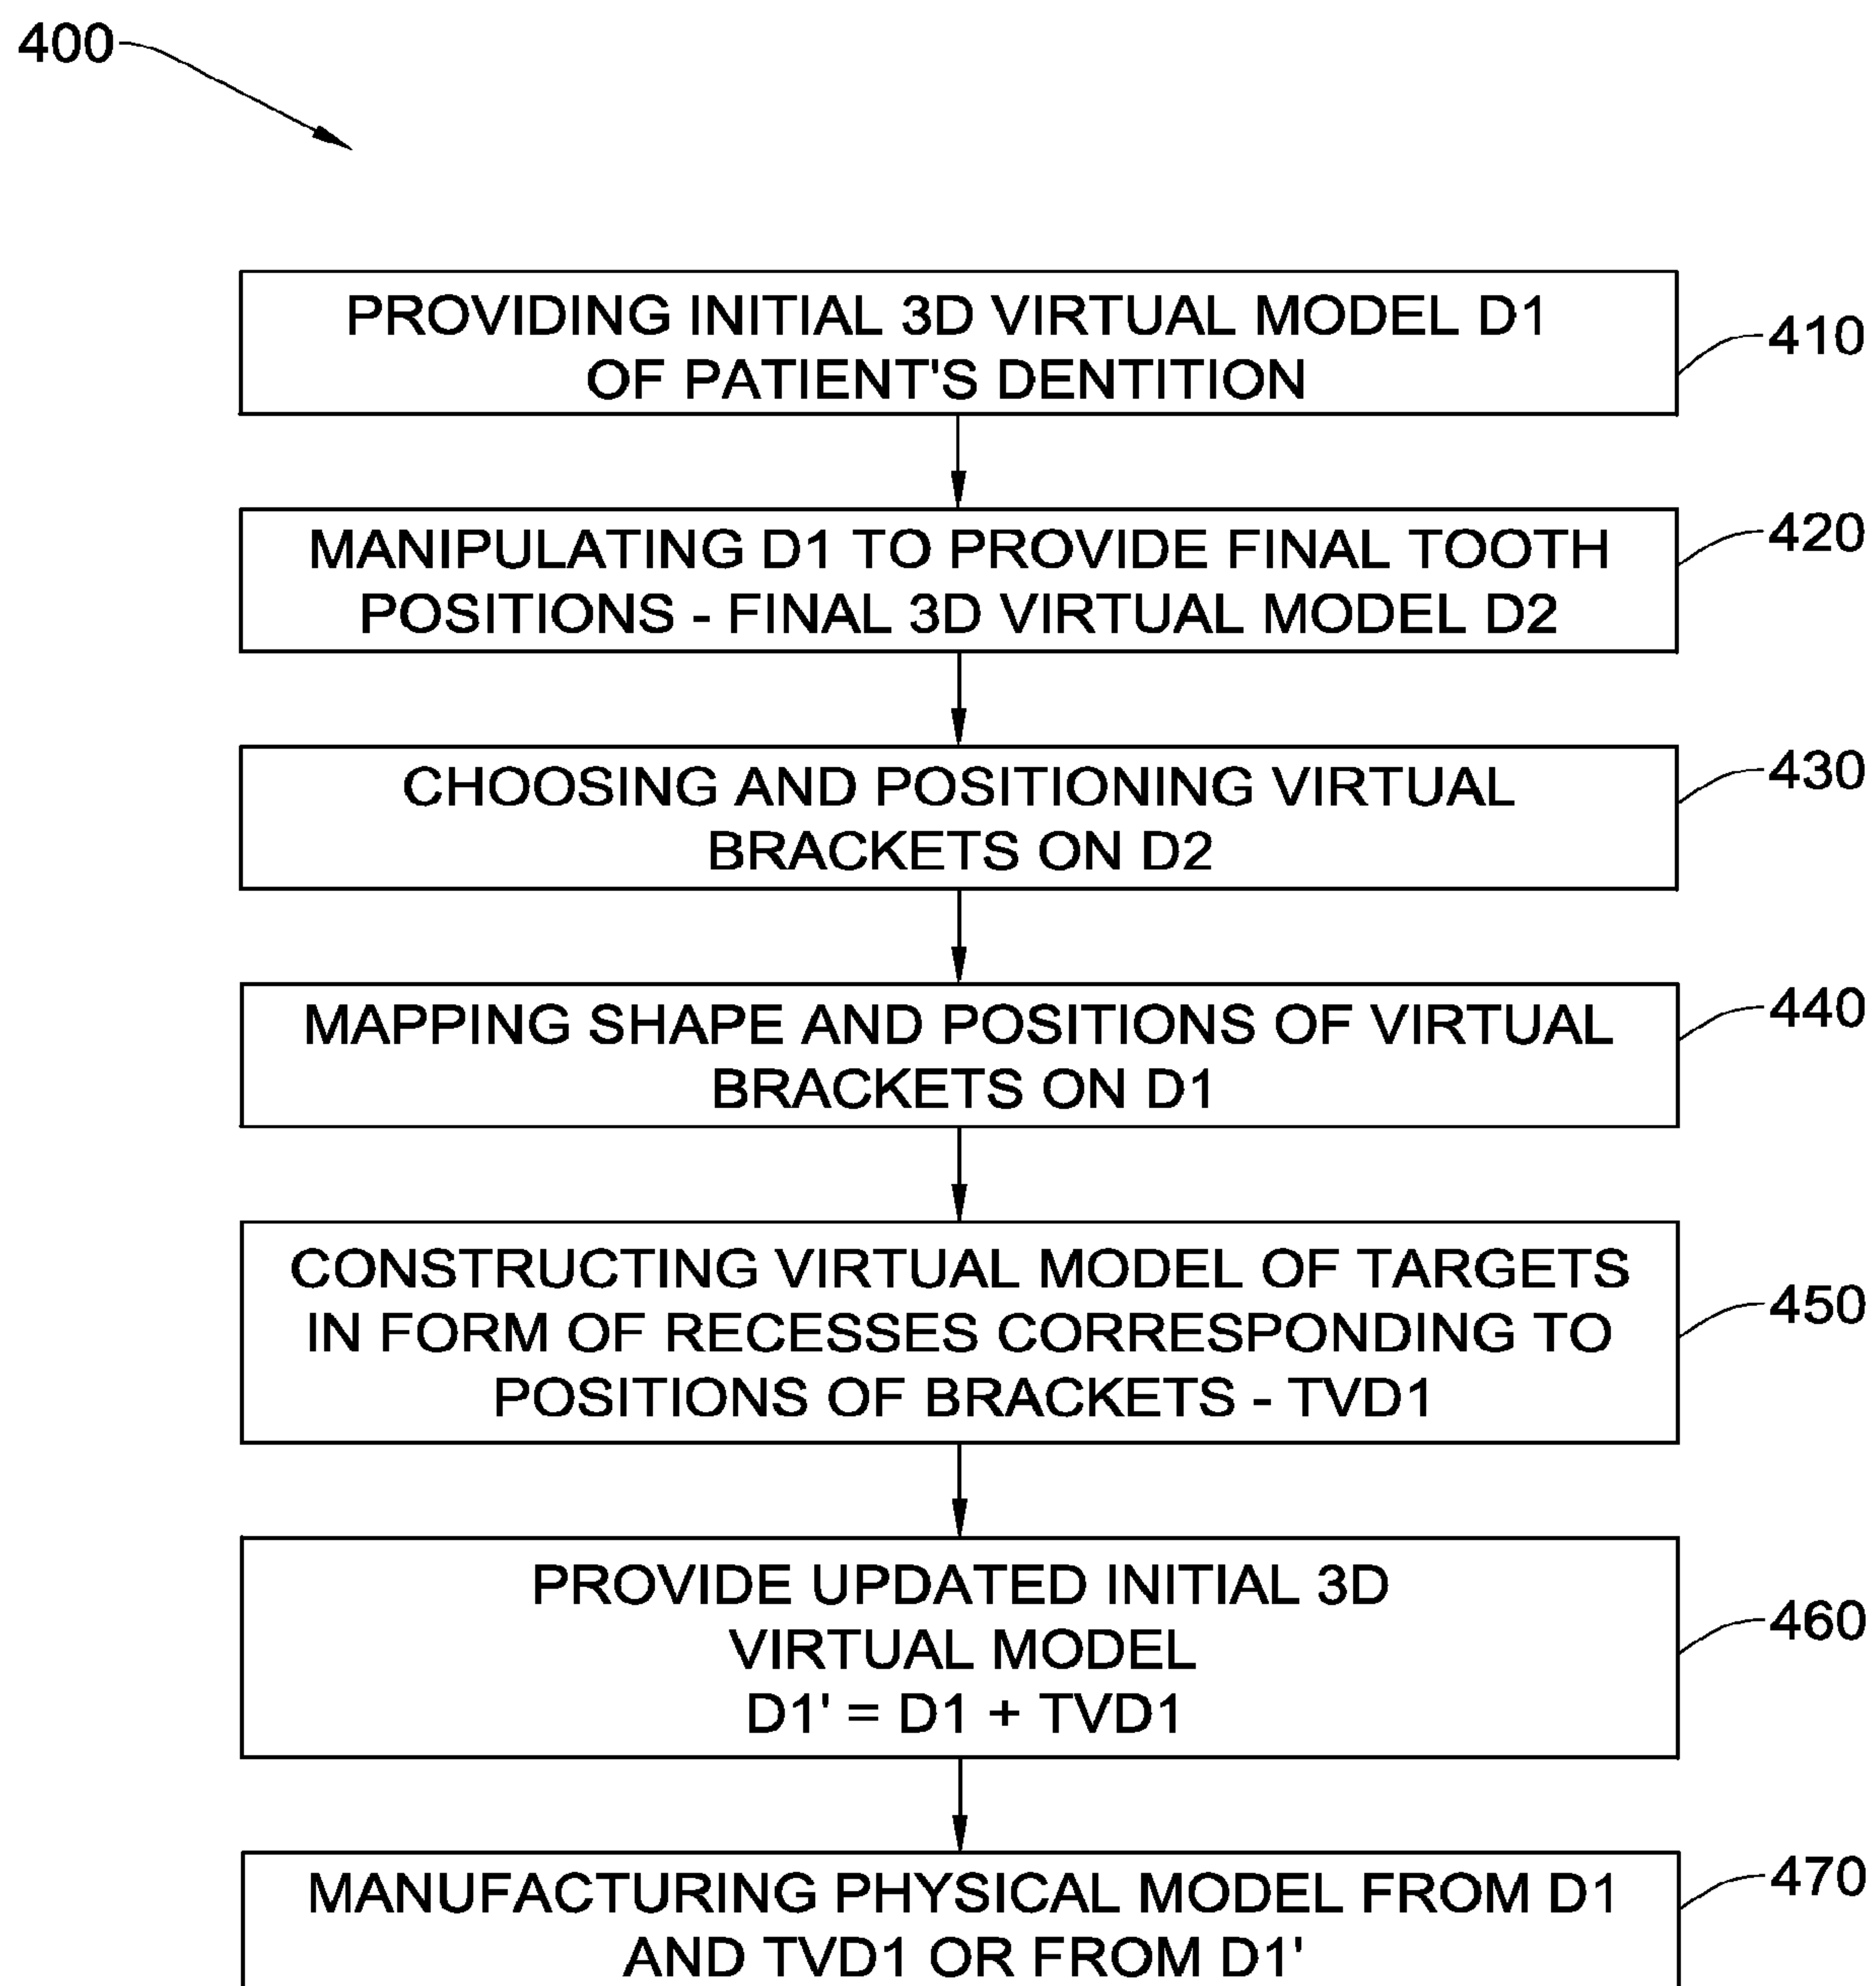 400
PROVIDING INITIAL 3D VIRTUAL MODEL D1
OF PATIENT'S DENTITION
410
MANIPULATING D1 TO PROVIDE FINAL TOOTH
POSITIONS - FINAL 3D VIRTUAL MODEL D2
420
CHOOSING AND POSITIONING VIRTUAL
BRACKETS ON D2
430
MAPPING SHAPE AND POSITIONS OF VIRTUAL
BRACKETS ON D1
440
CONSTRUCTING VIRTUAL MODEL OF TARGETS
IN FORM OF RECESSES CORRESPONDING TO
POSITIONS OF BRACKETS - TVD1
450
PROVIDE UPDATED INITIAL 3D
VIRTUAL MODEL
D1' = D1 + TVD1
460
MANUFACTURING PHYSICAL MODEL FROM D1
AND TVD1 OR FROM D1'
470